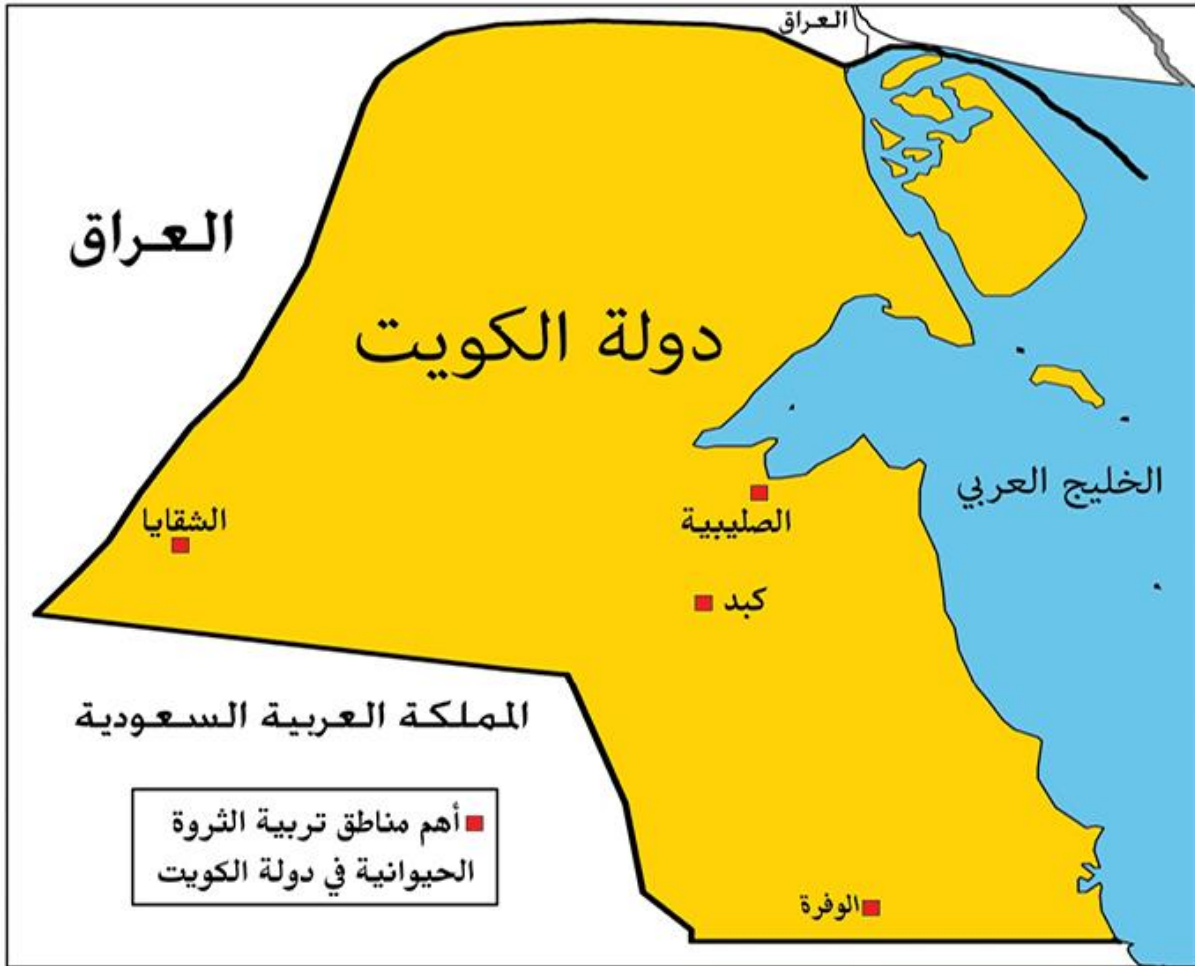 العراق
العراق
دولة الكويت
الخليج العربي
الصليبية
الشقايا
كبد
المملكة العربية السعودية
أهم مناطق تربية الثروة
الحيوانية في دولة الكويت
الوفرة